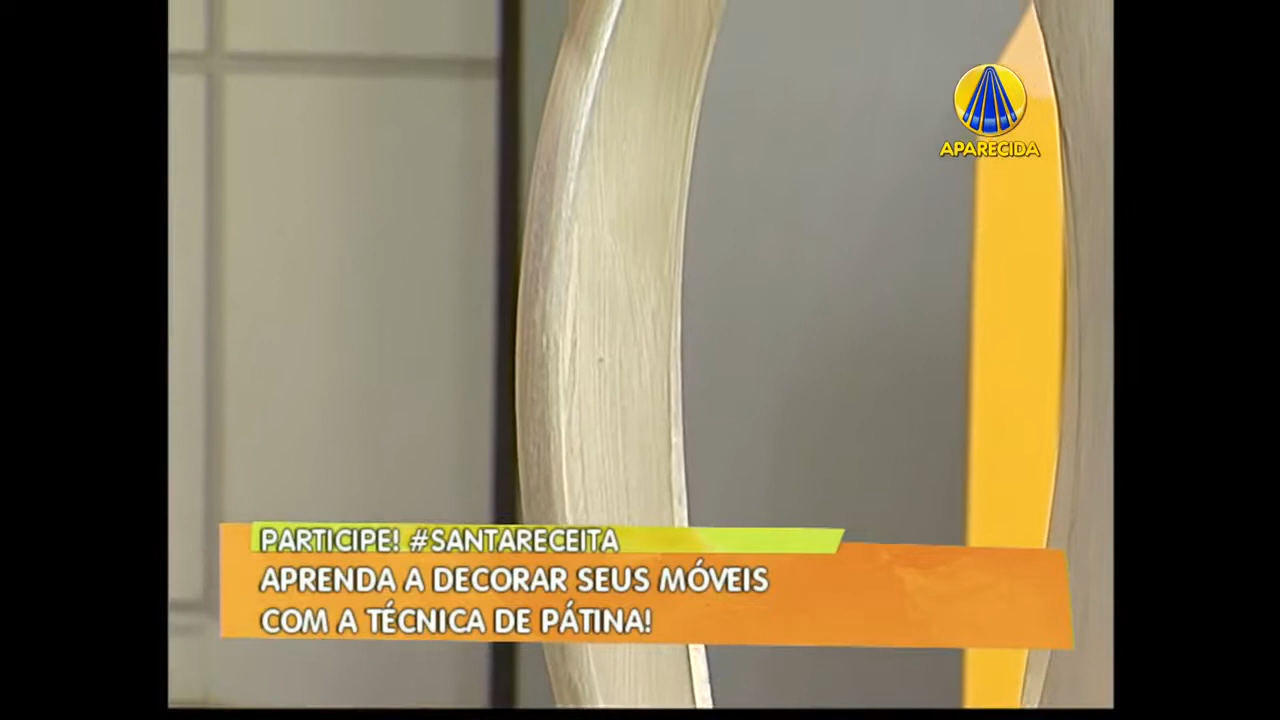 APARECIDA
PARTICIPE! #SANTARECEITA
APRENDA A DECORAR SEUS MÓVEIS
COM A TÉCNICA DE PÁTINA!